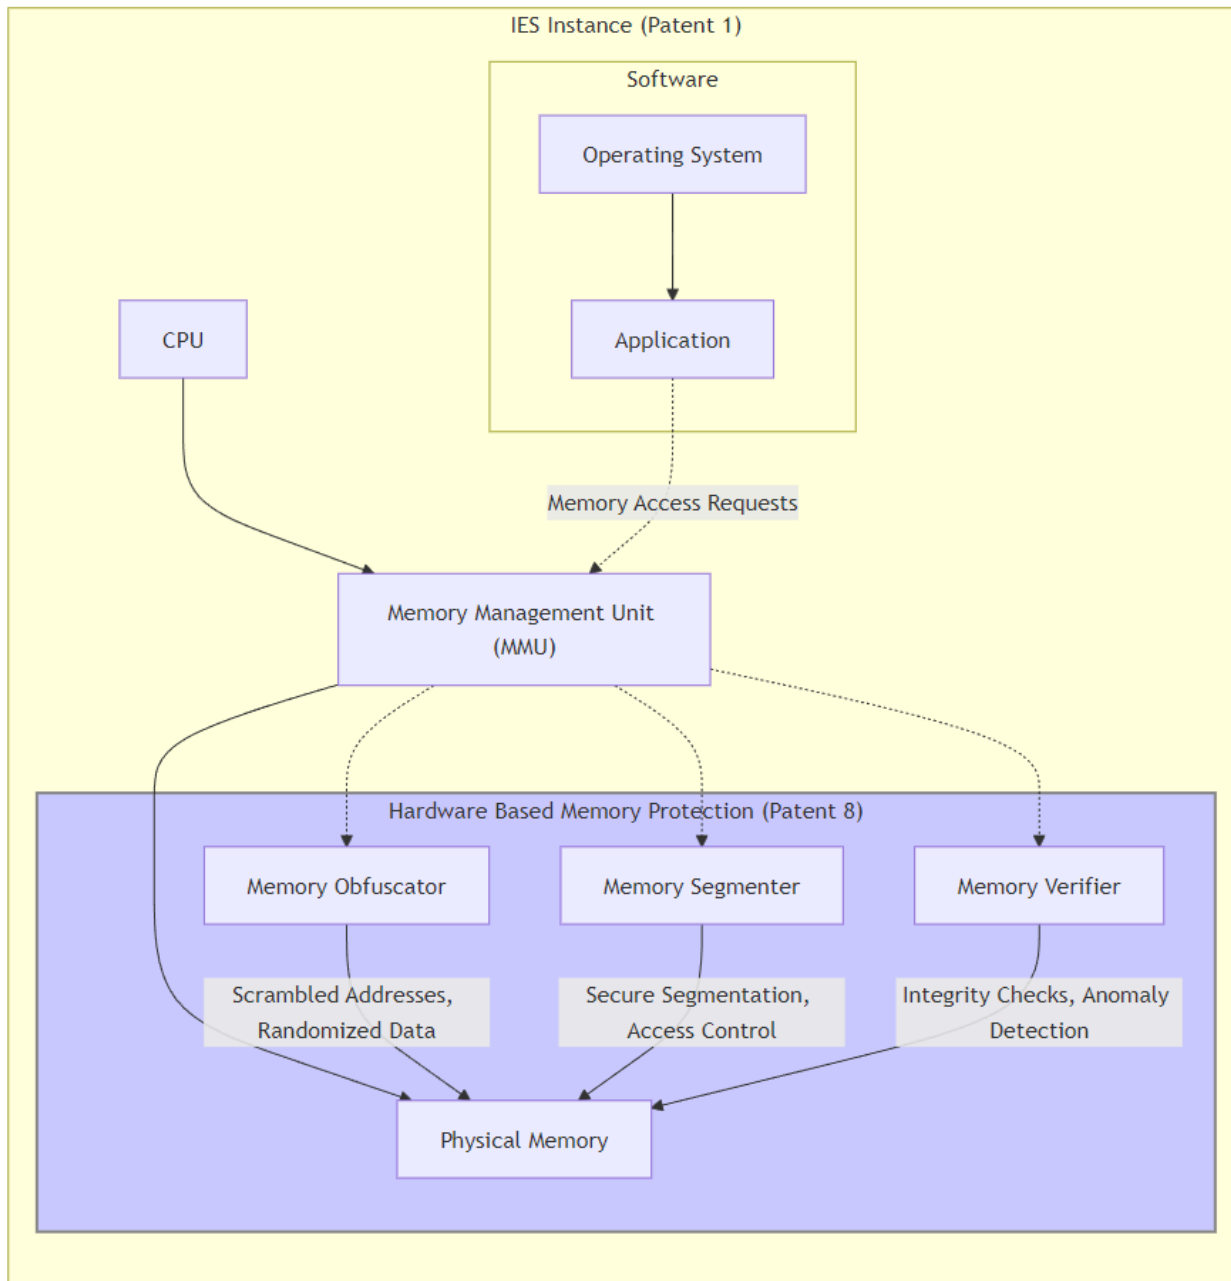 IES Instance (Patent 1)
Software
Operating System
CPU
Application
Memory Access Requests
Memory Management Unit
(MMU)
Hardware Based Memory Protection (Patent 8)
Memory Obfuscator
Memory Segmenter
Memory Verifier
Scrambled Addresses,
Randomized Data
Secure Segmentation,
Access Control
Integrity Checks, Anomaly
Detection
Physical Memory